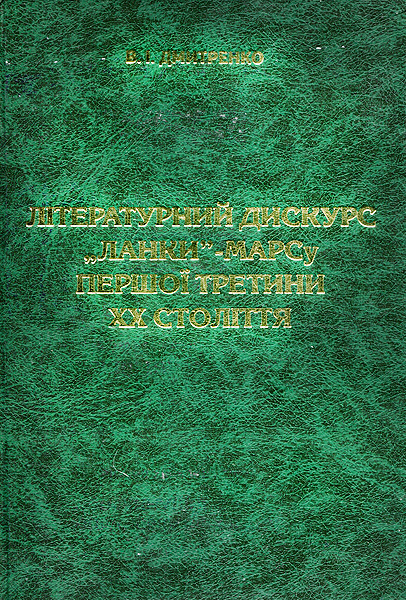 В.І. ДМИТРЕНКО
ЛІТЕРАТУРНИЙ ДИСКУРС
„ЛАНКИ”-МАРСу
ПЕРШОЇ ТРЕТИНИ
ХХ СТОЛІТТЯ